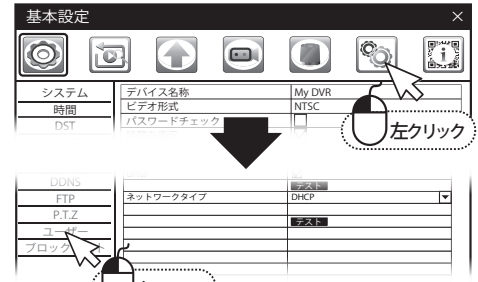 基本設定
システム
デバイス名称 My DVR
時間
ビデオ形式 NTSC
DST
パスワードチェック
左クリック
DDNS
テスト
FTP
ネットワークタイプ DHCP
P.T.Z
テスト
ユーザー